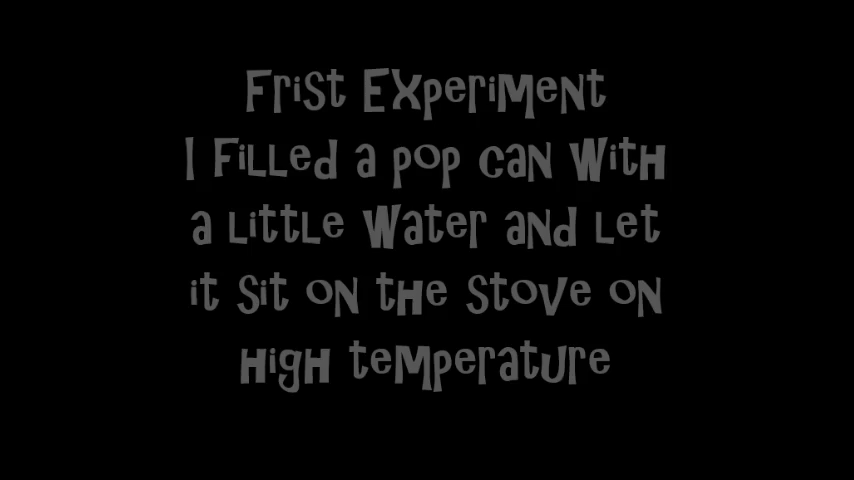 Frist Experiment
I Filled a pop can with
a little water and let
it sit on the stove on
high temperature